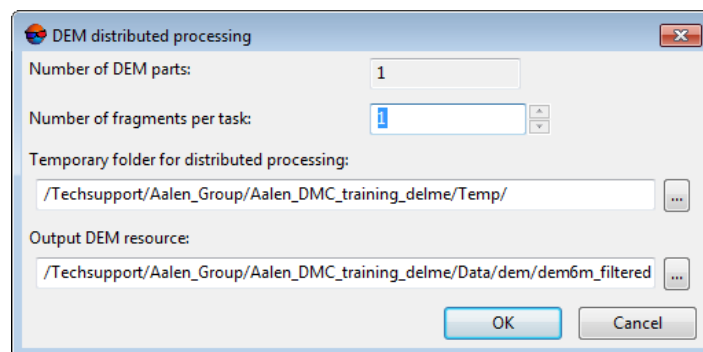 DEM distributed processing
Number of DEM parts: 1
Number of fragments per task: 1
Temporary folder for distributed processing:
/Techsupport/Aalen_Group/Aalen_DMC_training_delme/Temp/ ...
Output DEM resource:
/Techsupport/Aalen_Group/Aalen_DMC_training_delme/Data/dem/dem6m_filtered ...
OK Cancel